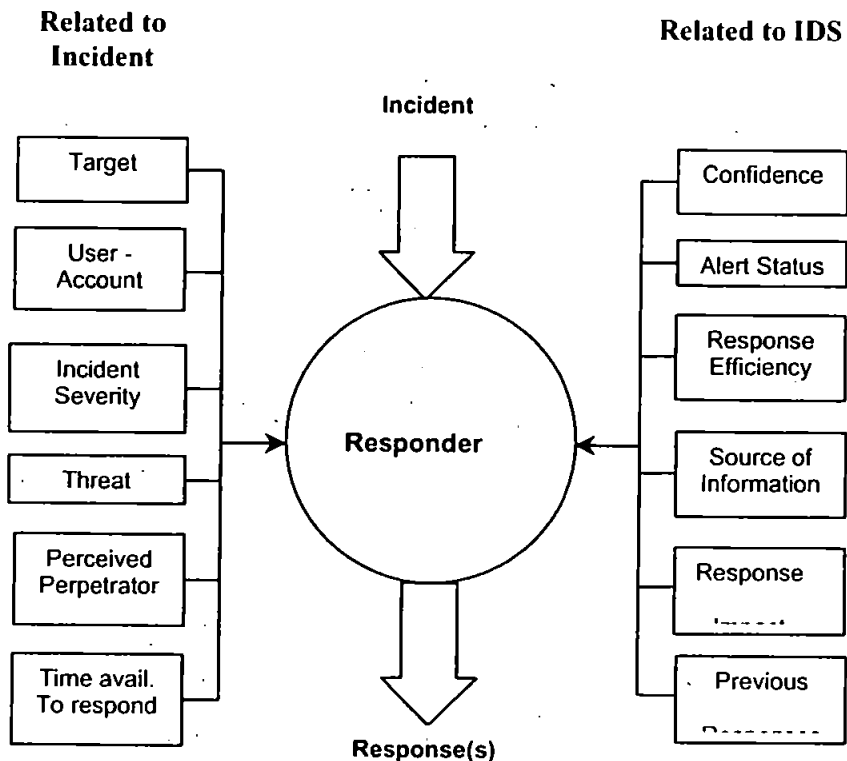 Related to
Incident
Related to IDS
Incident
Target
User -
Account
Incident
Severity
Threat
Perceived
Perpetrator
Time avail.
To respond
Responder
Confidence
Alert Status
Response
Efficiency
Source of
Information
Response
Previous
Response(s)